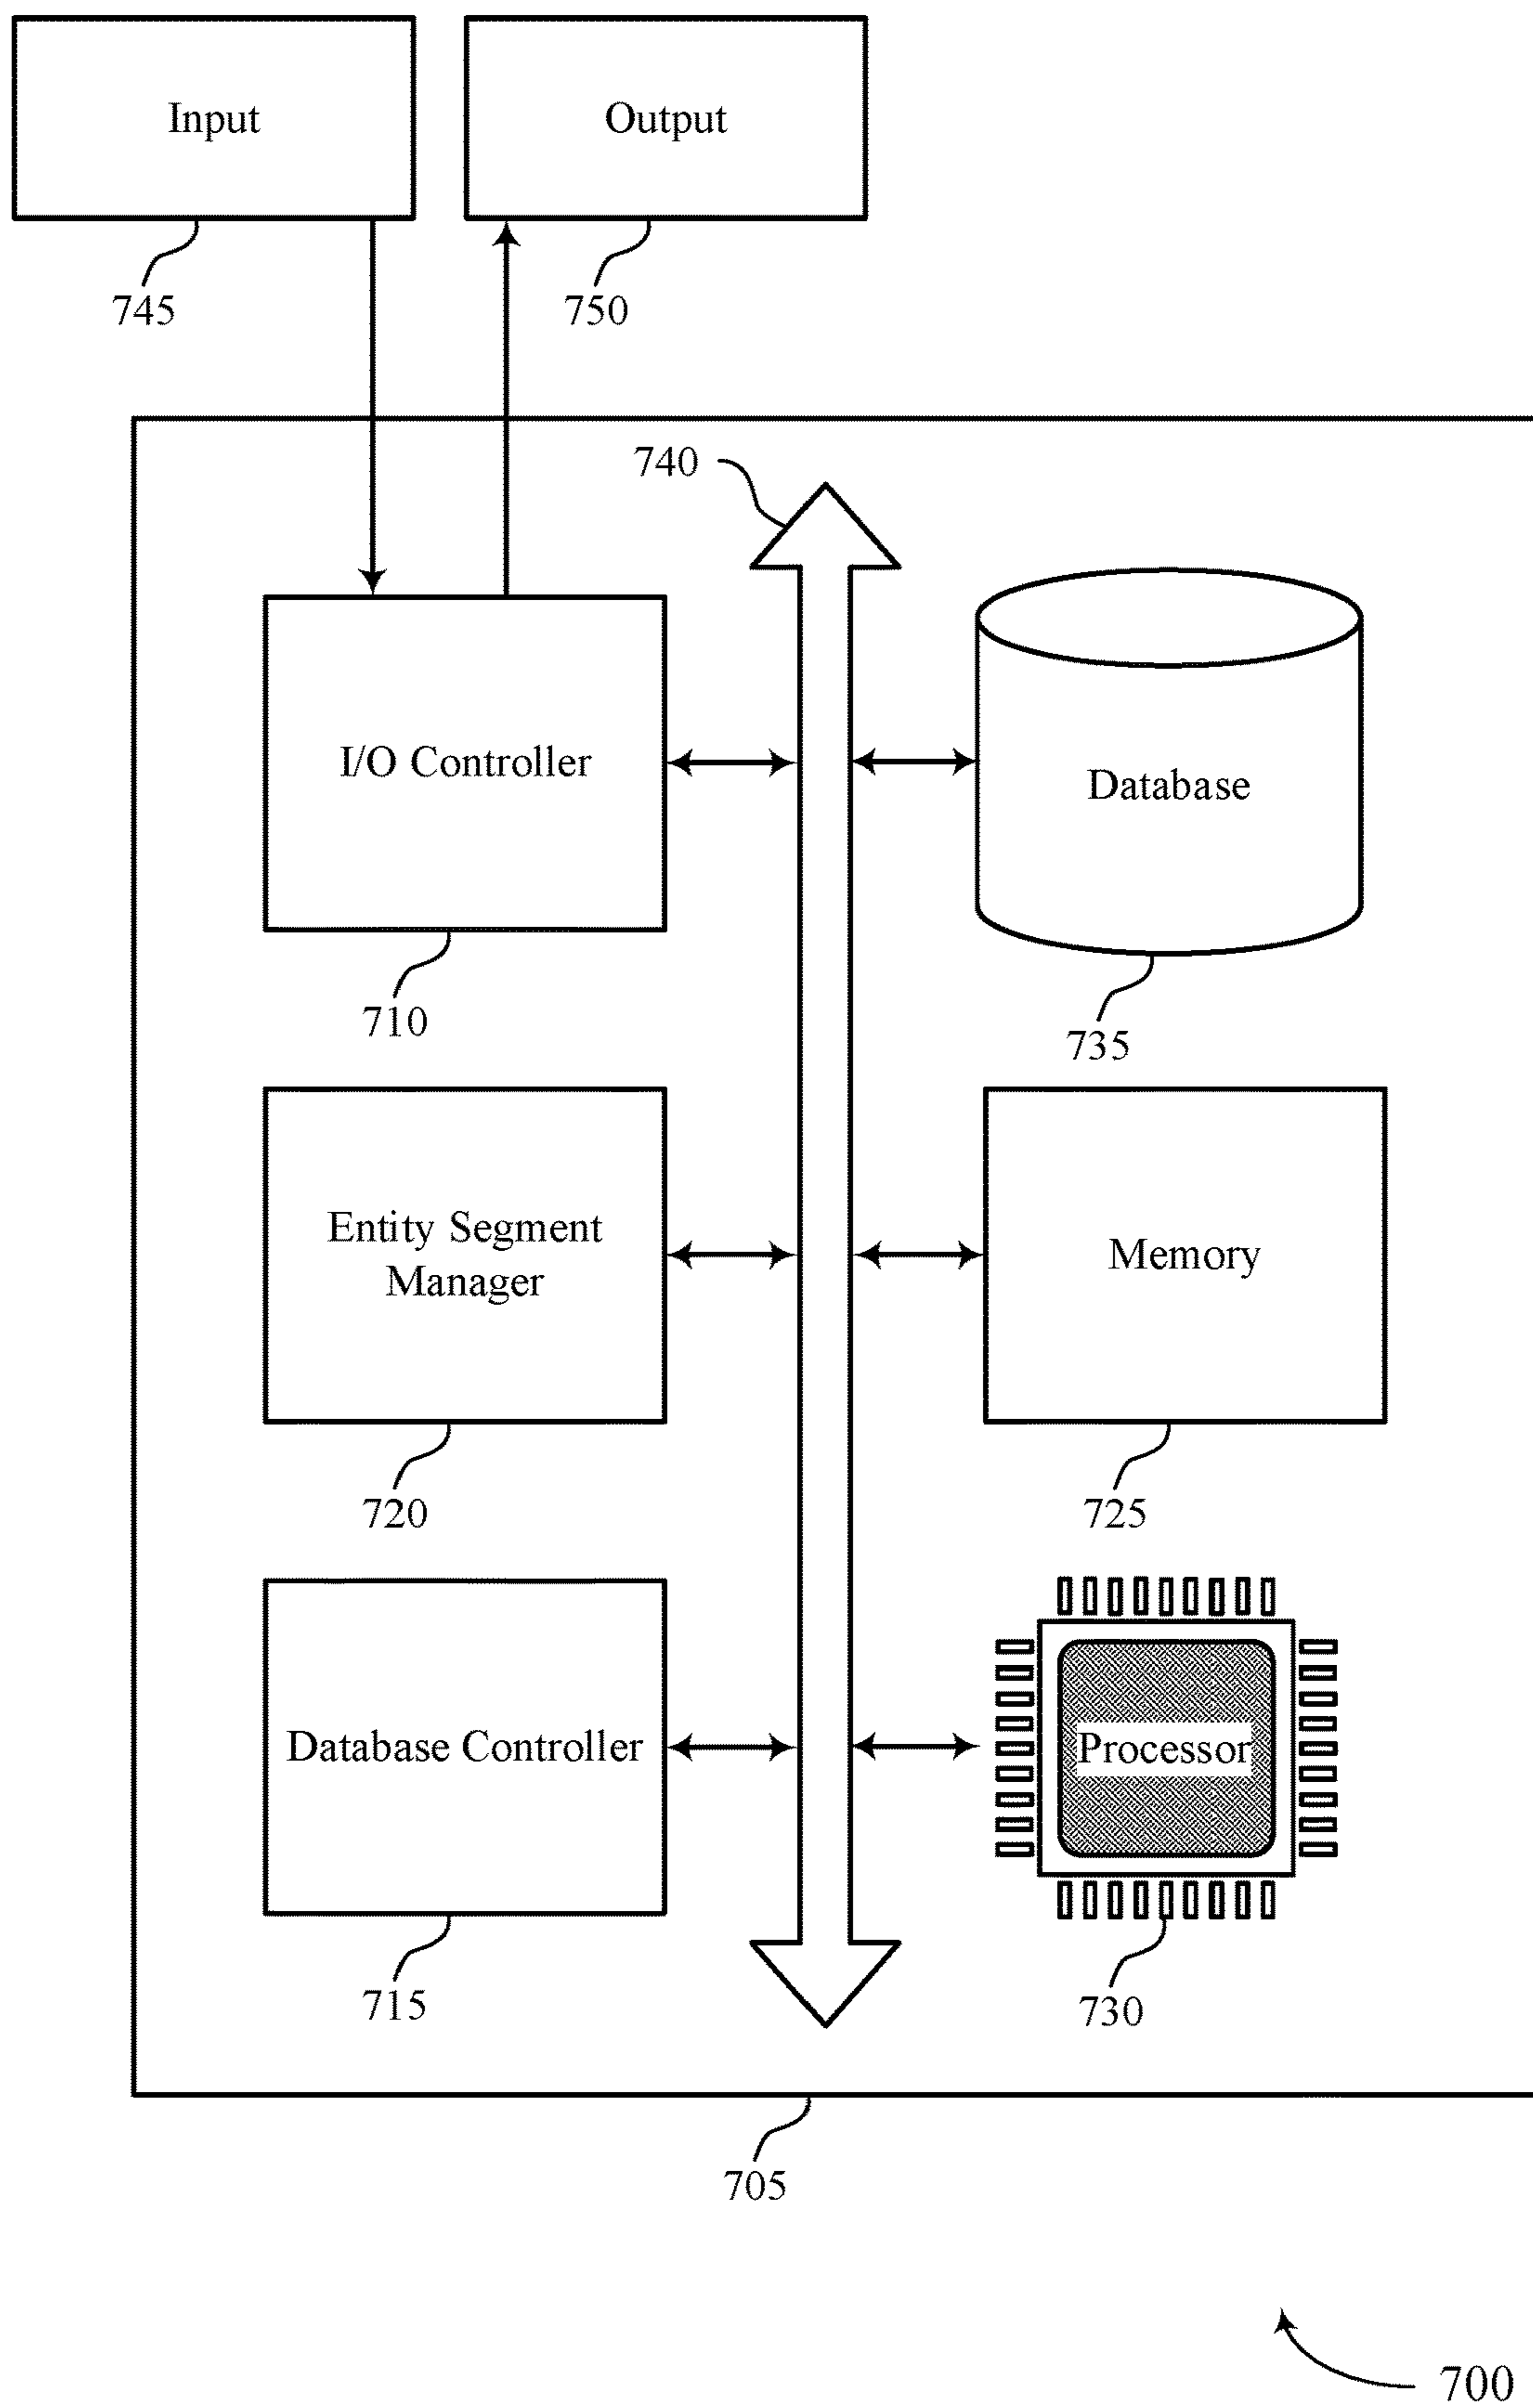 Input
Output
745
750
740
I/O Controller
Database
710
735
Entity Segment
Manager
Memory
720
725
Database Controller
Processor
715
730
705
700